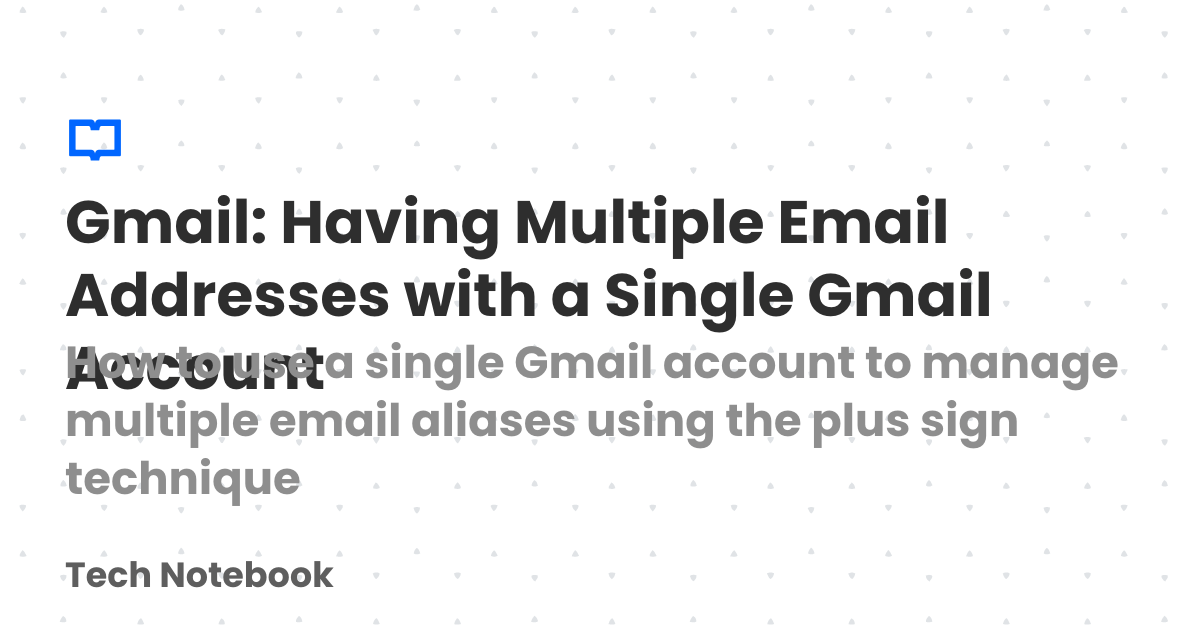 Gmail: Having Multiple Email
Addresses with a Single Gmail
Account
How to use a single Gmail account to manage
multiple email aliases using the plus sign
technique
Tech Notebook